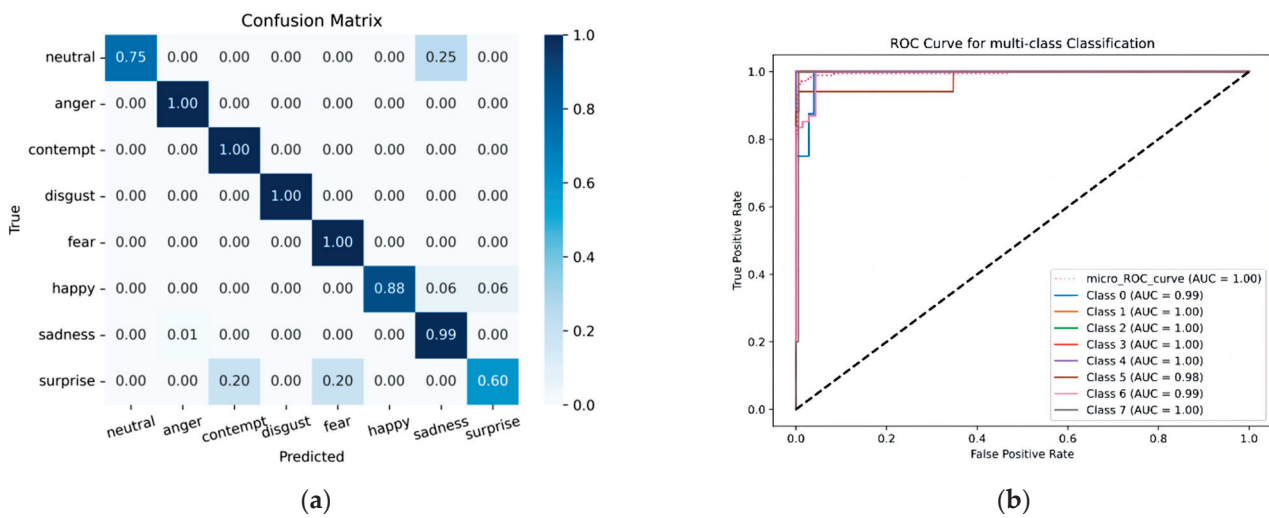 Confusion Matrix
neutral 0.75 0.00 0.00 0.00 0.00 0.00 0.25 0.00
anger 0.00 1.00 0.00 0.00 0.00 0.00 0.00 0.00
contempt 0.00 0.00 1.00 0.00 0.00 0.00 0.00 0.00
disgust 0.00 0.00 0.00 1.00 0.00 0.00 0.00 0.00
fear 0.00 0.00 0.00 0.00 1.00 0.00 0.00 0.00
happy 0.00 0.00 0.00 0.00 0.00 0.88 0.06 0.06
sadness 0.00 0.01 0.00 0.00 0.00 0.00 0.99 0.00
surprise 0.00 0.00 0.20 0.00 0.20 0.00 0.00 0.60
neutral anger contempt disgust fear happy sadness surprise
Predicted
True
1.0
0.8
0.6
0.4
0.2
0.0
(a)
ROC Curve for multi-class Classification
1.0
0.8
0.6
0.4
0.2
0.0
True Positive Rate
micro_ROC_curve (AUC = 1.00)
Class 0 (AUC = 0.99)
Class 1 (AUC = 1.00)
Class 2 (AUC = 1.00)
Class 3 (AUC = 1.00)
Class 4 (AUC = 1.00)
Class 5 (AUC = 0.98)
Class 6 (AUC = 0.99)
Class 7 (AUC = 1.00)
0.0 0.2 0.4 0.6 0.8 1.0
False Positive Rate
(b)